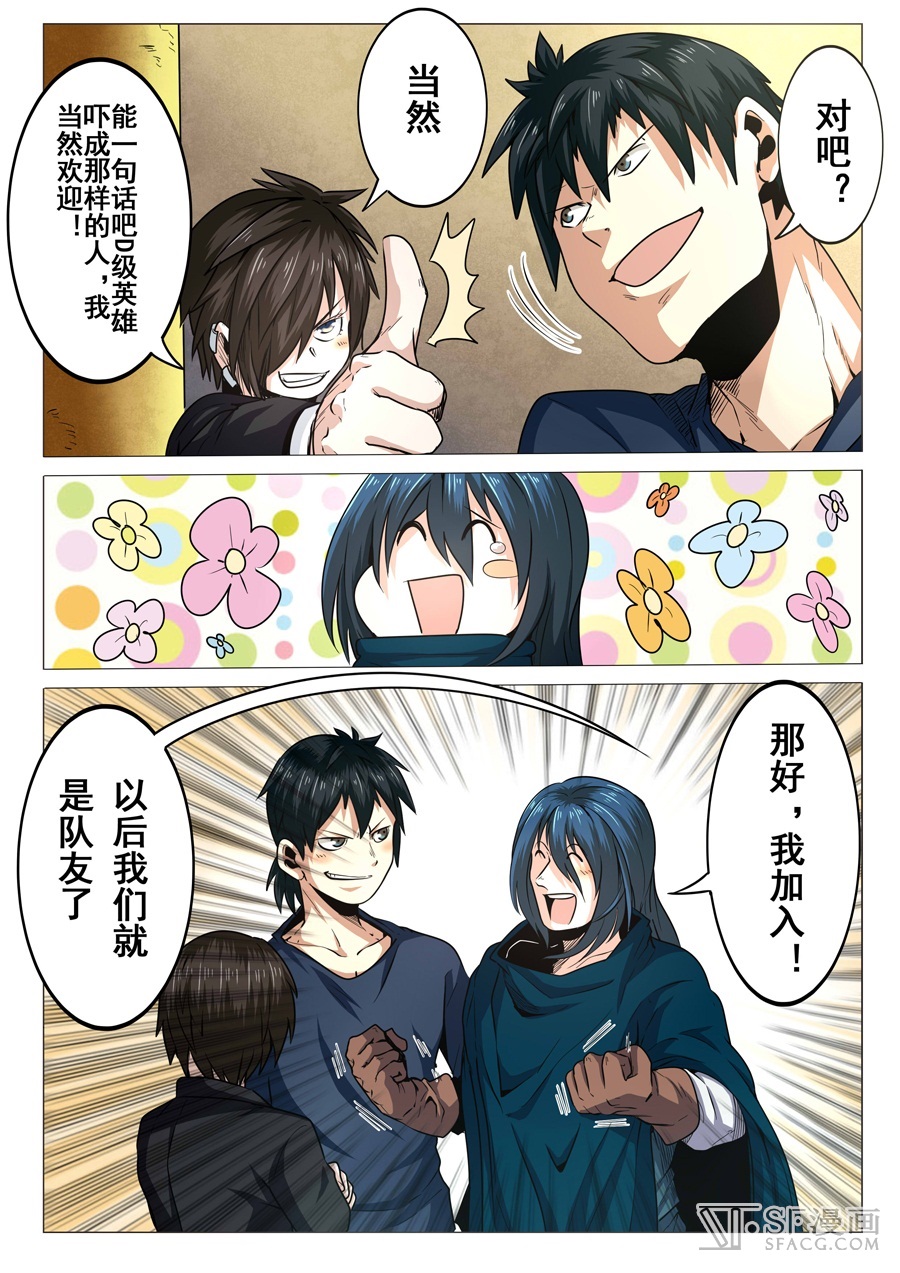 对吧？
当然
能一句话吧D级英雄
吓成那样的人，我
当然欢迎！
那好，我加入！
以后我们就
是队友了
SF漫画
SFACG.COM